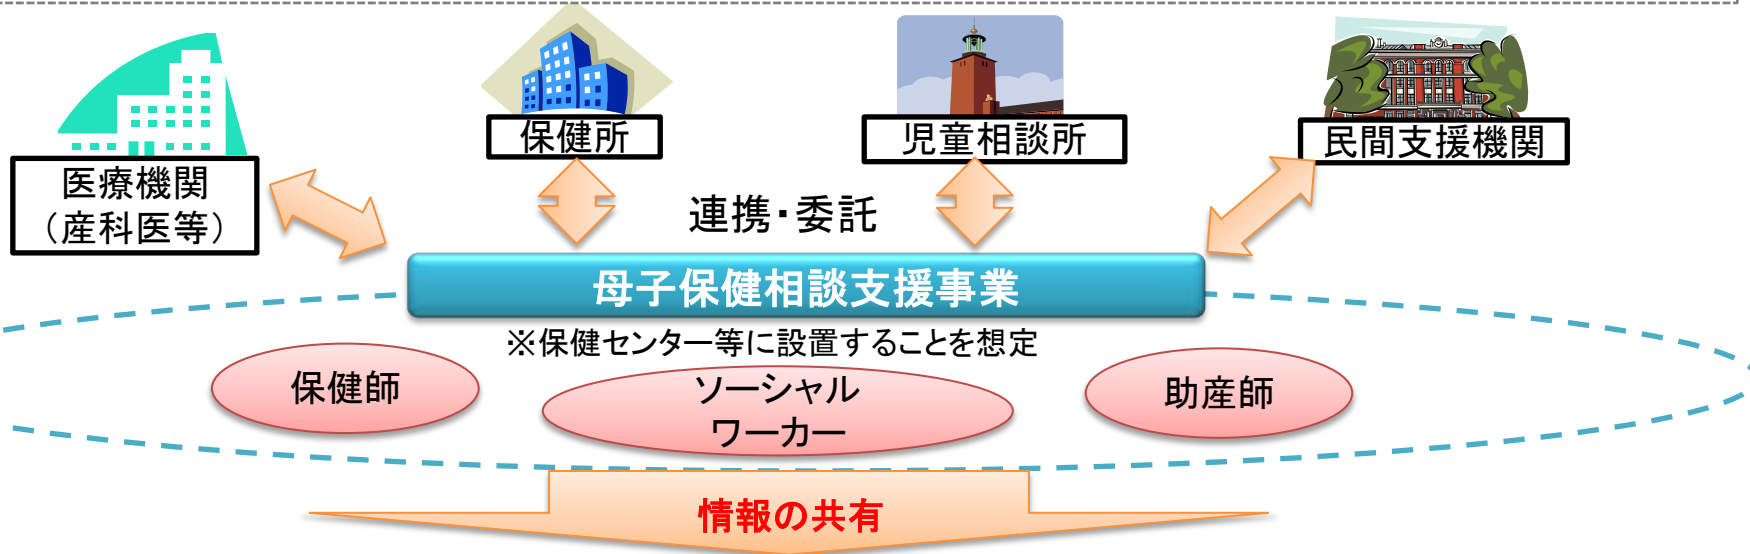 保健所
児童相談所
民間支援機関
医療機関
（産科医等）
連携・委託
母子保健相談支援事業
※保健センター等に設置することを想定
保健師
ソーシャル
ワーカー
助産師
情報の共有